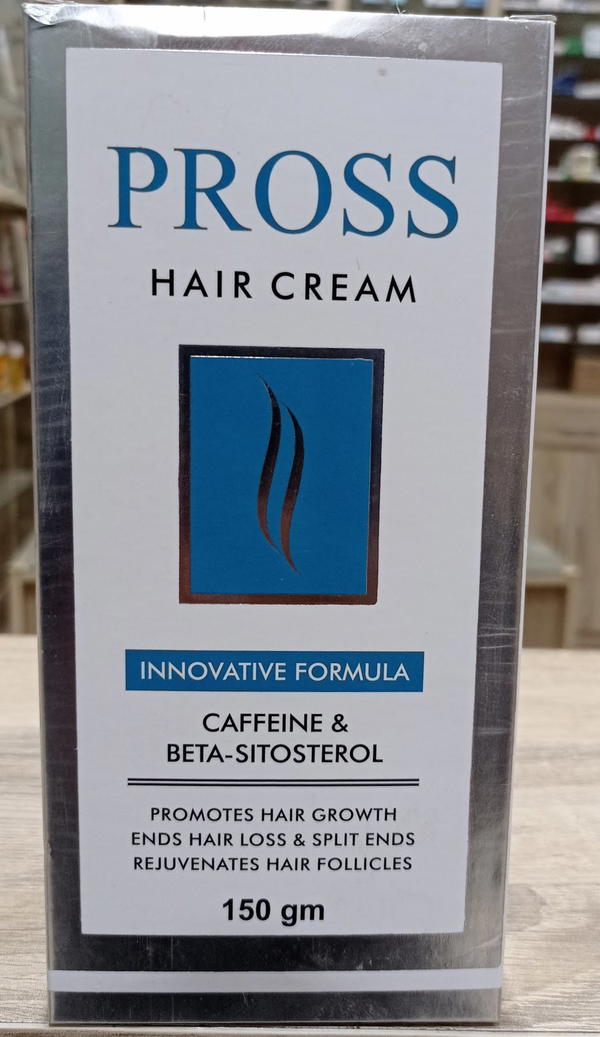 PROSS
HAIR CREAM
INNOVATIVE FORMULA
CAFFEINE &
BETA-SITOSTEROL
PROMOTES HAIR GROWTH
ENDS HAIR LOSS & SPLIT ENDS
REJUVENATES HAIR FOLLICLES
150 gm